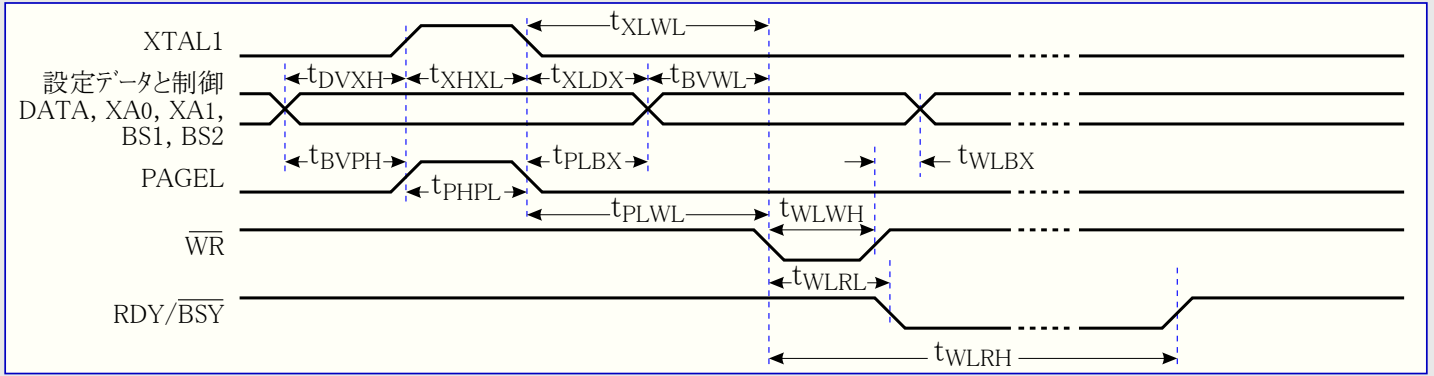 tXLWL
XTAL1
設定データと制御
DATA, XA0, XA1,
BS1, BS2
tDVXH
tXHXL
tXLDX
tBVWL
tBVPH
tPLBX
tWLBX
PAGEL
tPHPL
tPLWL
tWLWH
WR
tWLRL
RDY/BSY
tWLRH